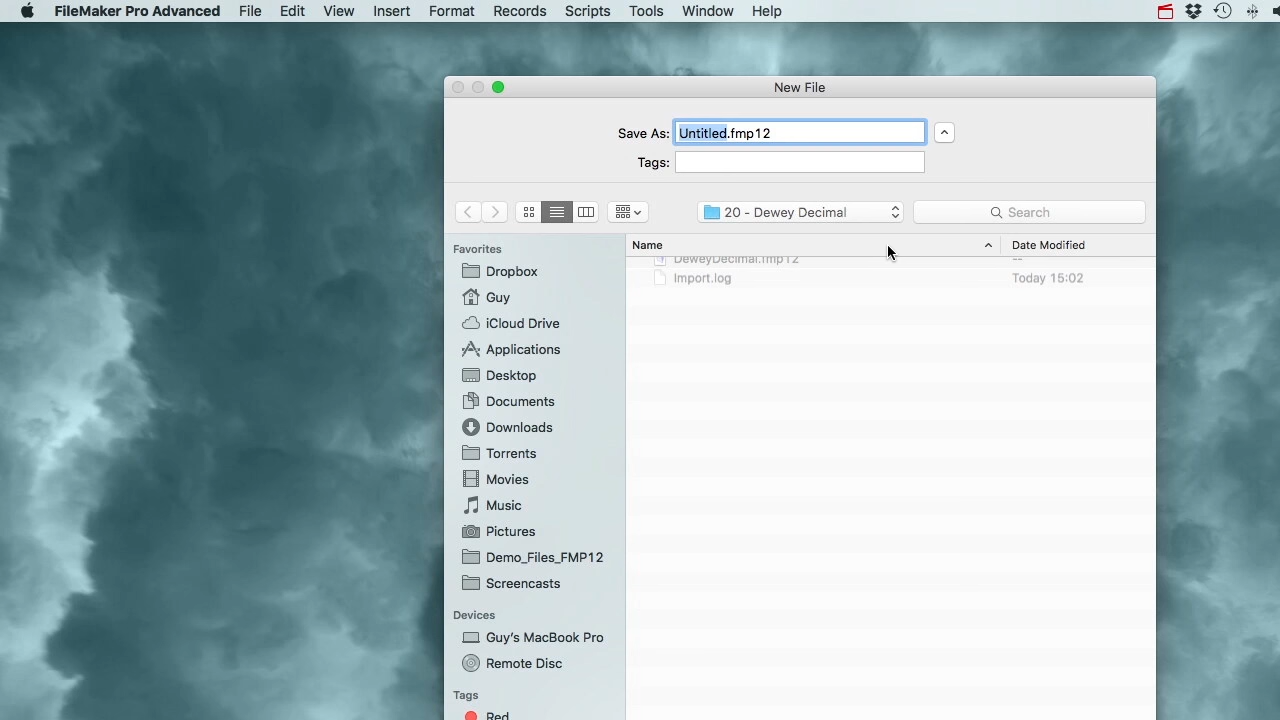 FileMaker Pro Advanced File Edit View Insert Format Records Scripts Tools Window Help
New File
Save As: Untitled.fmp12
Tags:
20 - Dewey Decimal Search
Favorites
Dropbox
Guy
iCloud Drive
Applications
Desktop
Documents
Downloads
Torrents
Movies
Music
Pictures
Demo_Files_FMP12
Screencasts
Devices
Guy's MacBook Pro
Remote Disc
Tags
Red
Name Date Modified
DeweyDecimal.fmp12 --
Import.log Today 15:02